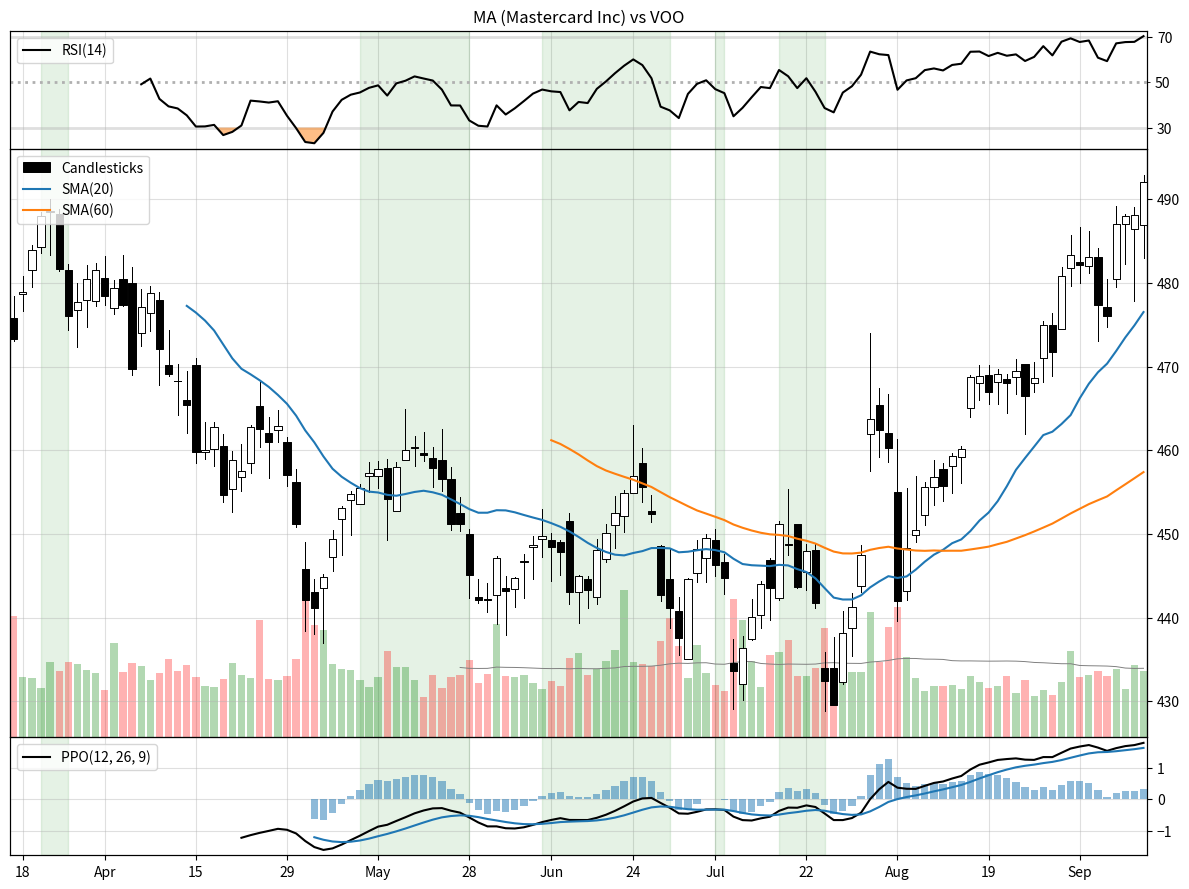 MA (Mastercard Inc) vs VOO
RSI(14)
70
50
30
Candlesticks
SMA(20)
SMA(60)
490
480
470
460
450
440
430
PPO(12, 26, 9)
1
0
−1
18 Apr 15 29 May 28 Jun 24 Jul 22 Aug 19 Sep